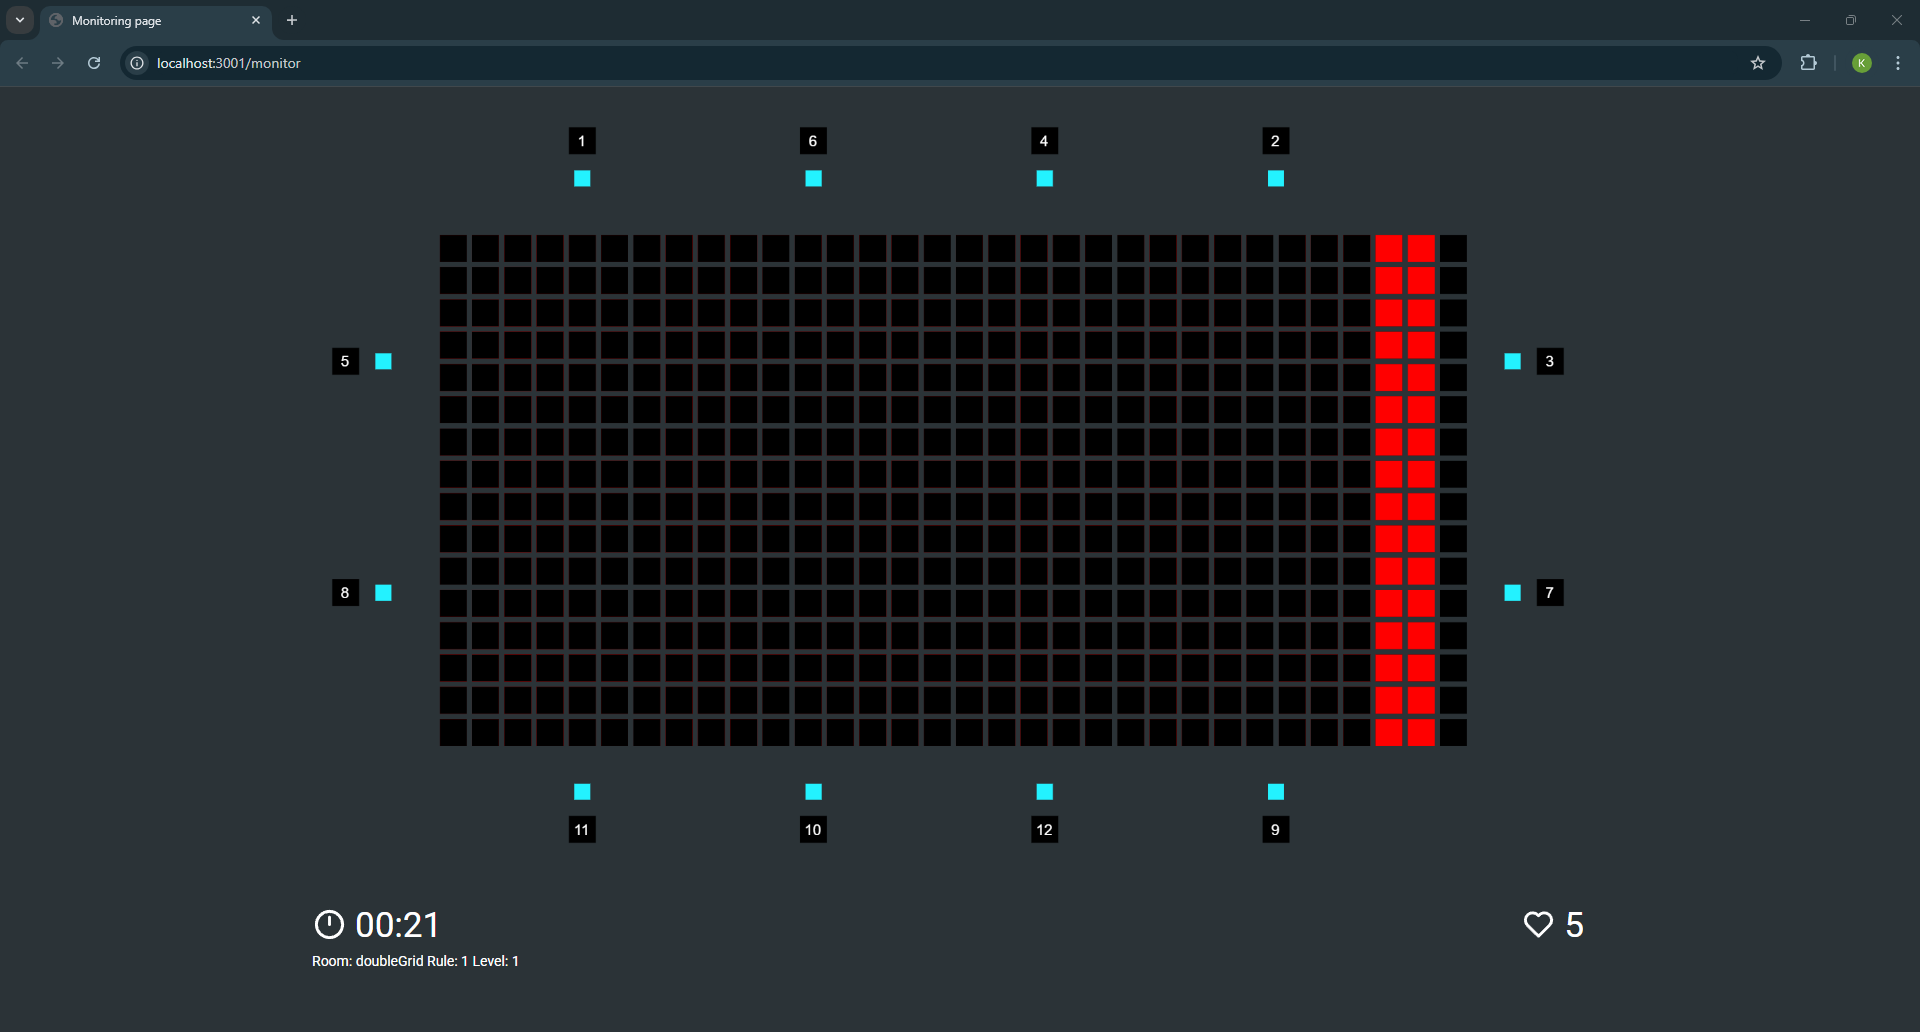 Monitoring page
localhost:3001/monitor
K
1 6 4 2
5 3
8 7
11 10 12 9
00:21
5
Room: doubleGrid Rule: 1 Level: 1